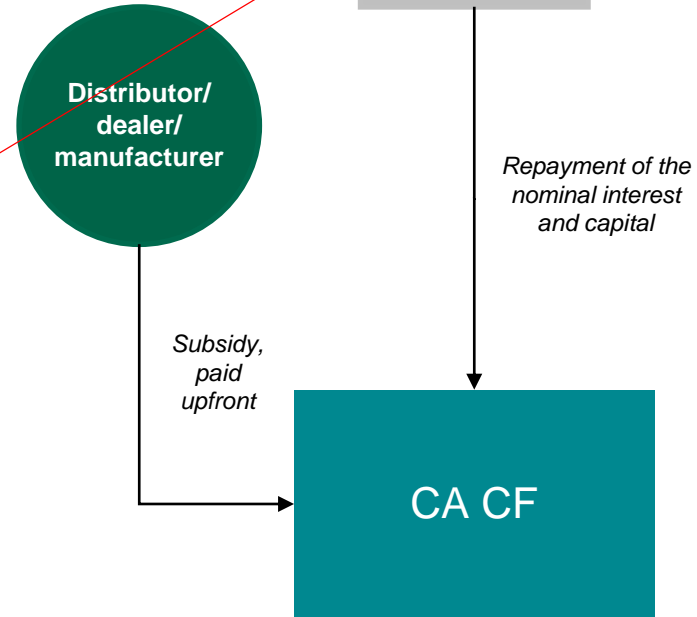 Distributor/
dealer/
manufacturer
Repayment of the
nominal interest
and capital
Subsidy,
paid
upfront
CA CF